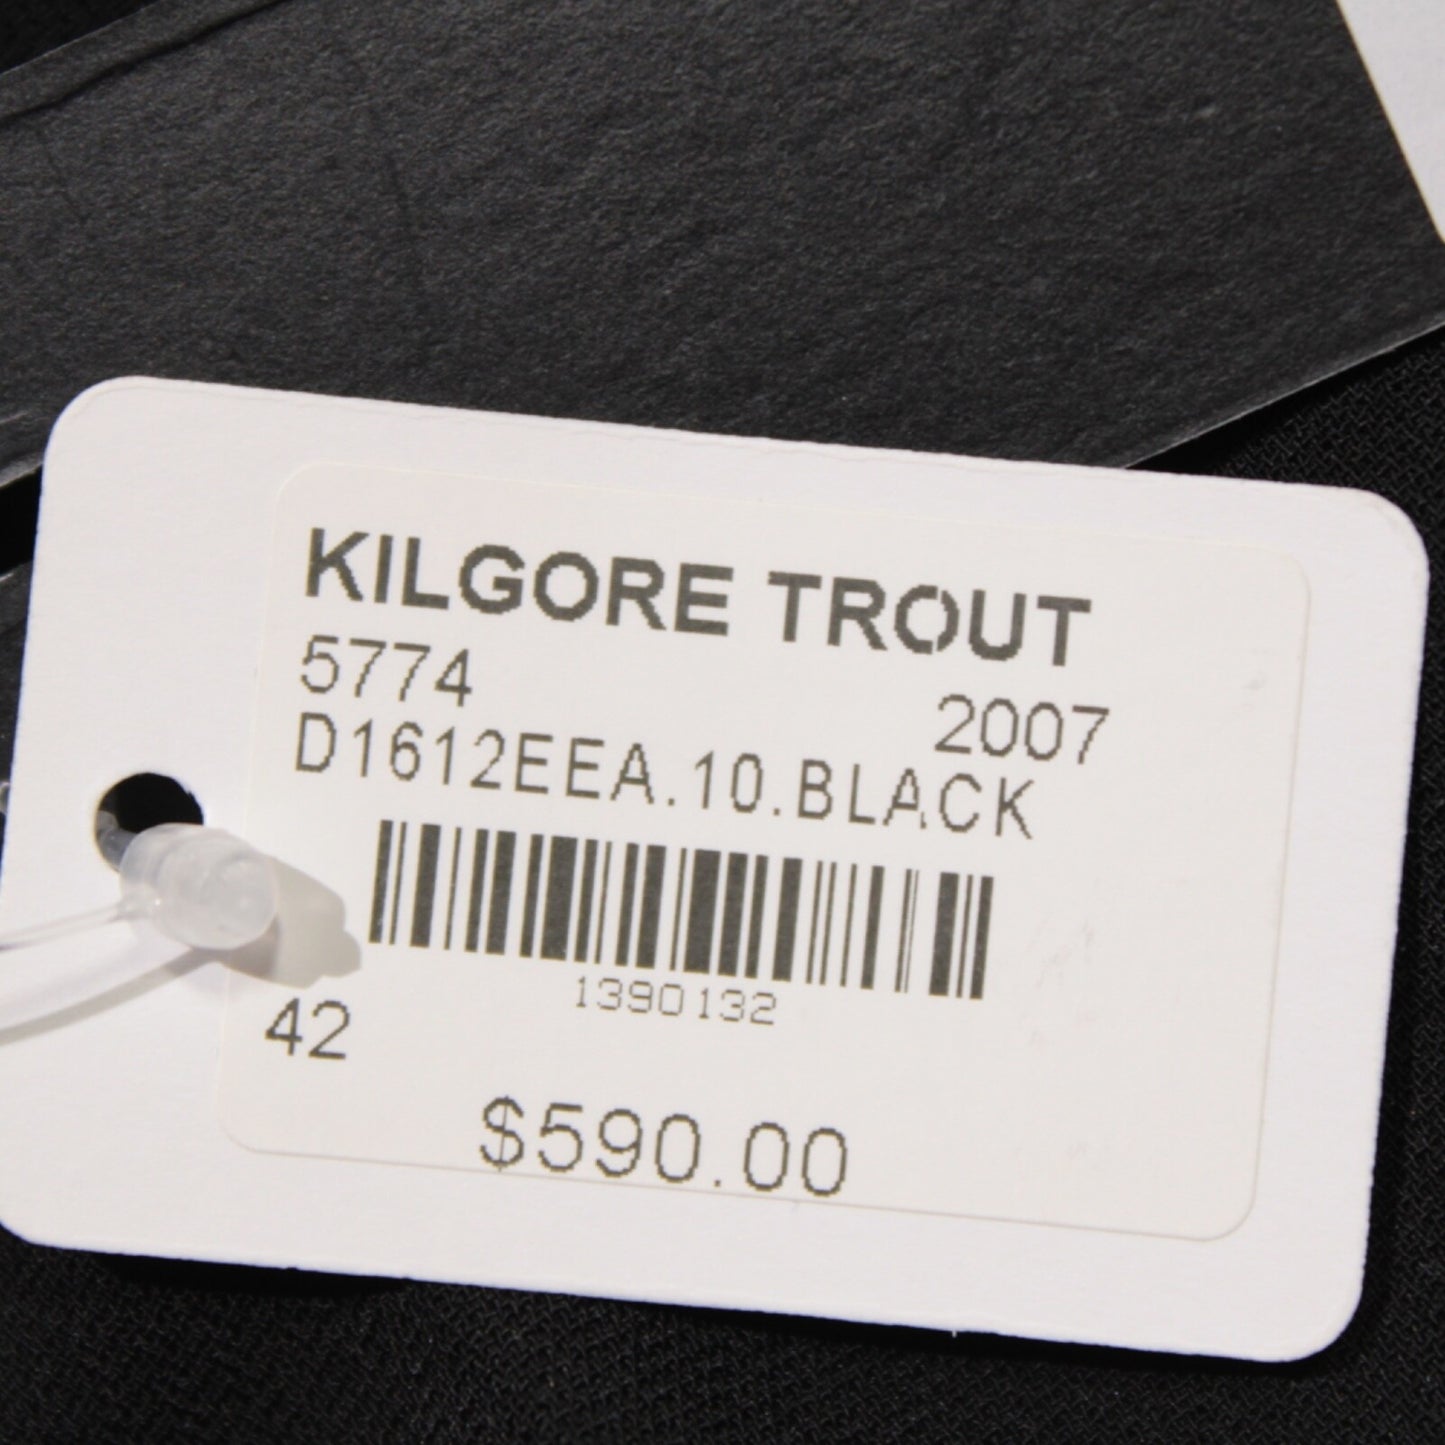 KILGORE TROUT
5774 2007
D1612EEA.10.BLACK
1390132
42
$590.00